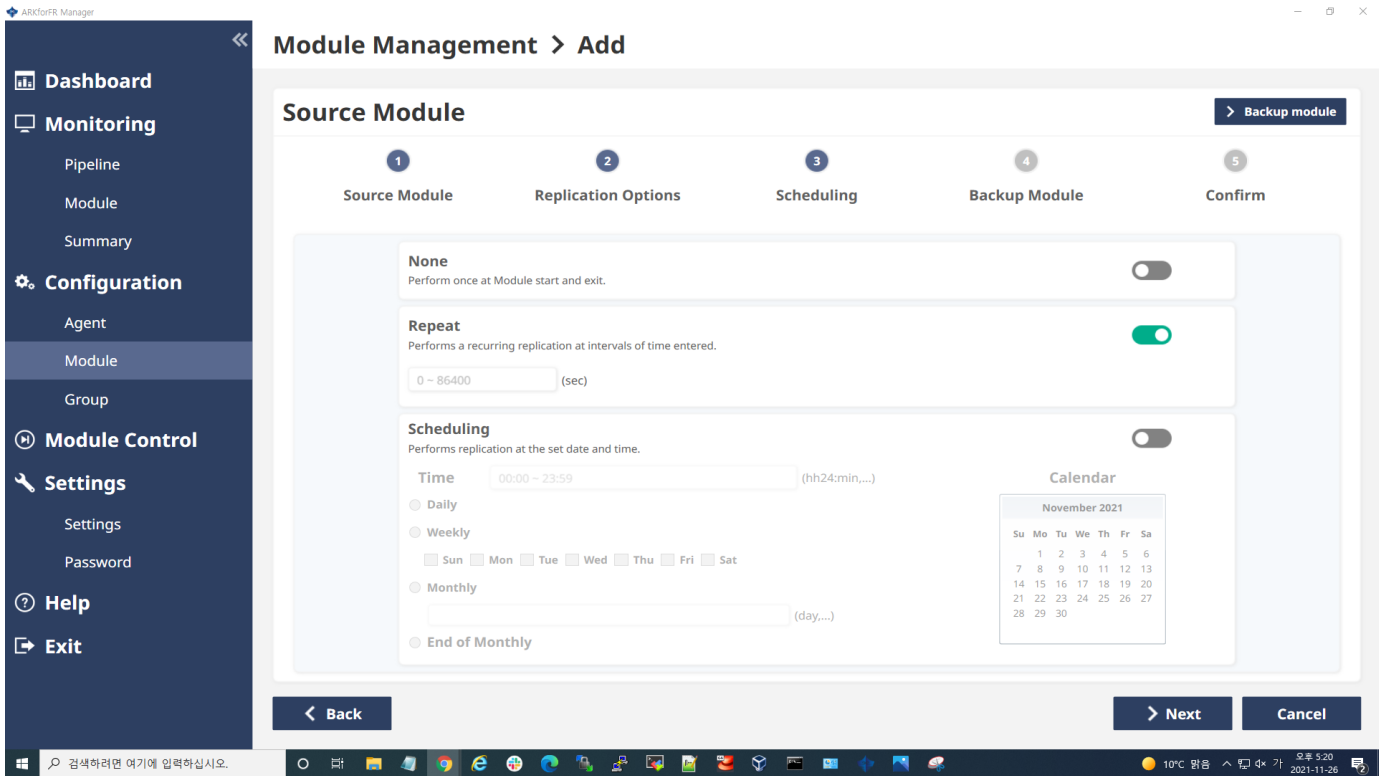 ARKforFR Manager
Module Management > Add
Dashboard
Monitoring
Pipeline
Module
Summary
Configuration
Agent
Module
Group
Module Control
Settings
Settings
Password
Help
Exit
Source Module
> Backup module
1 2 3 4 5
Source Module Replication Options Scheduling Backup Module Confirm
None
Perform once at Module start and exit.
Repeat
Performs a recurring replication at intervals of time entered.
0 ~ 86400 (sec)
Scheduling
Performs replication at the set date and time.
Time 00:00 ~ 23:59 (hh24:min,...)
Daily
Weekly
Sun Mon Tue Wed Thu Fri Sat
Monthly
(day,...)
End of Monthly
Calendar
November 2021
Su Mo Tu We Th Fr Sa
1 2 3 4 5 6
7 8 9 10 11 12 13
14 15 16 17 18 19 20
21 22 23 24 25 26 27
28 29 30
Back
Next
Cancel
검색하려면 여기에 입력하십시오.
10°C 맑음
가
오후 5:20
2021-11-26